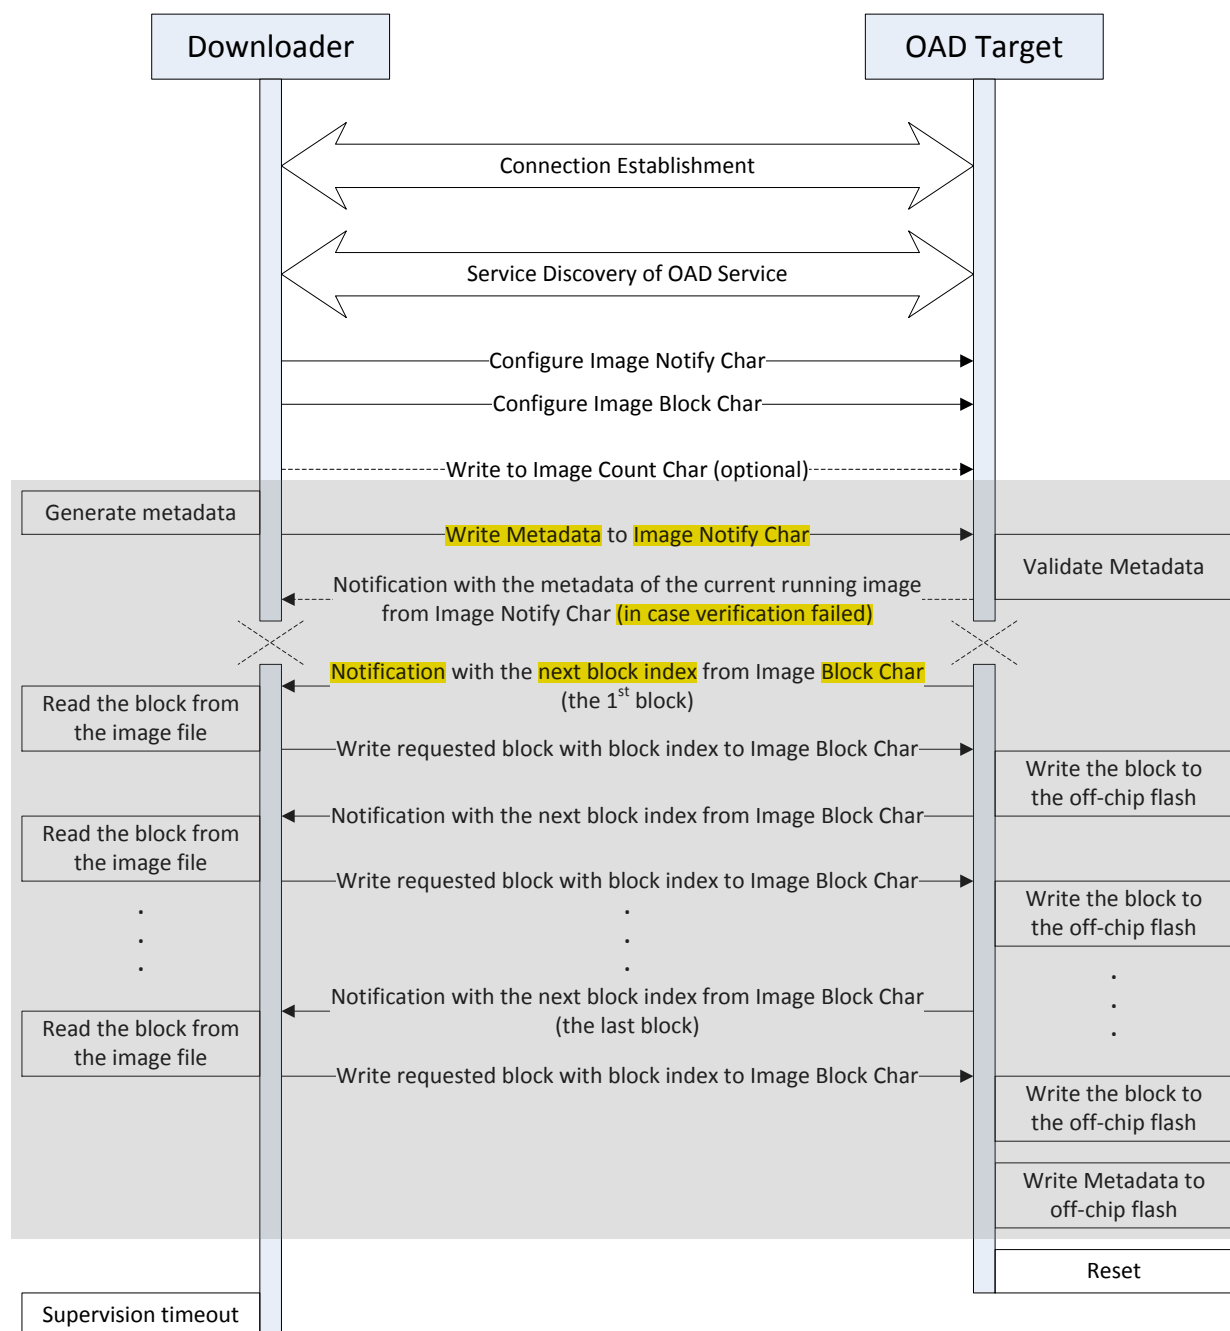 Downloader
OAD Target
Connection Establishment
Service Discovery of OAD Service
Configure Image Notify Char
Configure Image Block Char
Write to Image Count Char (optional)
Generate metadata
Write Metadata to Image Notify Char
Validate Metadata
Notification with the metadata of the current running image
from Image Notify Char (in case verification failed)
Notification with the next block index from Image Block Char
(the 1st block)
Read the block from
the image file
Write requested block with block index to Image Block Char
Write the block to
the off-chip flash
Notification with the next block index from Image Block Char
Read the block from
the image file
Write requested block with block index to Image Block Char
Write the block to
the off-chip flash
Notification with the next block index from Image Block Char
(the last block)
Read the block from
the image file
Write requested block with block index to Image Block Char
Write the block to
the off-chip flash
Write Metadata to
off-chip flash
Reset
Supervision timeout